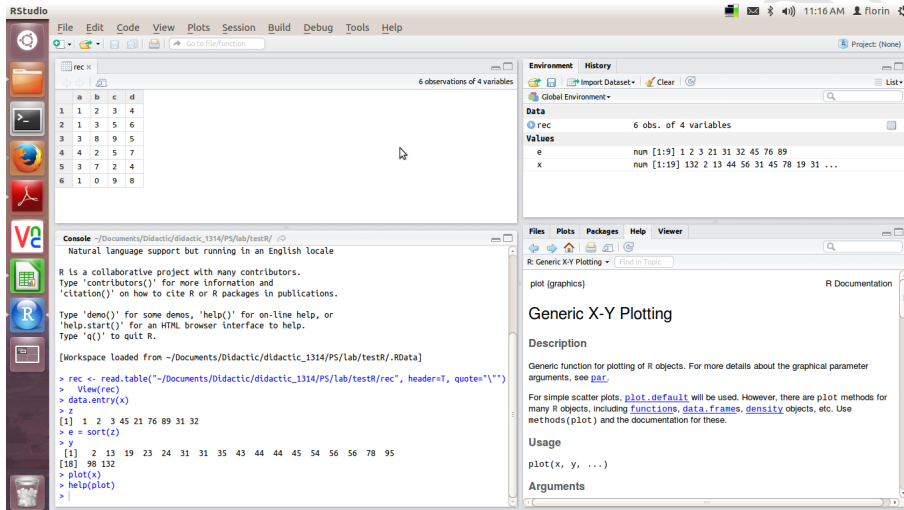 RStudio
11:16 AM florin
File Edit Code View Plots Session Build Debug Tools Help
Go to file/function
Project: (None)
rec
6 observations of 4 variables
a b c d
1 1 2 3 4
2 1 3 5 6
3 3 8 9 5
4 4 2 5 7
5 3 7 2 4
6 1 0 9 8
Console ~/Documents/Didactic/didactic_1314/PS/lab/testR/
Natural language support but running in an English locale
R is a collaborative project with many contributors.
Type 'contributors()' for more information and
'citation()' on how to cite R or R packages in publications.
Type 'demo()' for some demos, 'help()' for on-line help, or
'help.start()' for an HTML browser interface to help.
Type 'q()' to quit R.
[Workspace loaded from ~/Documents/Didactic/didactic_1314/PS/lab/testR/.RData]
> rec <- read.table("~/Documents/Didactic/didactic_1314/PS/lab/testR/rec", header=T, quote="\"")
> View(rec)
> data.entry(x)
> z
[1] 1 2 3 45 21 76 89 31 32
> e = sort(z)
> y
[1] 2 13 19 23 24 31 31 35 43 44 44 45 54 56 56 78 95
[18] 98 132
> plot(x)
> help(plot)
>
Environment History
Import Dataset Clear List
Global Environment
Data
rec 6 obs. of 4 variables
Values
e num [1:9] 1 2 3 21 31 32 45 76 89
x num [1:19] 132 2 13 44 56 31 45 78 19 31 ...
Files Plots Packages Help Viewer
R: Generic X-Y Plotting Find in Topic
plot {graphics} R Documentation
Generic X-Y Plotting
Description
Generic function for plotting of R objects. For more details about the graphical parameter
arguments, see par.
For simple scatter plots, plot.default will be used. However, there are plot methods for
many R objects, including functions, data.frames, density objects, etc. Use
methods(plot) and the documentation for these.
Usage
plot(x, y, ...)
Arguments